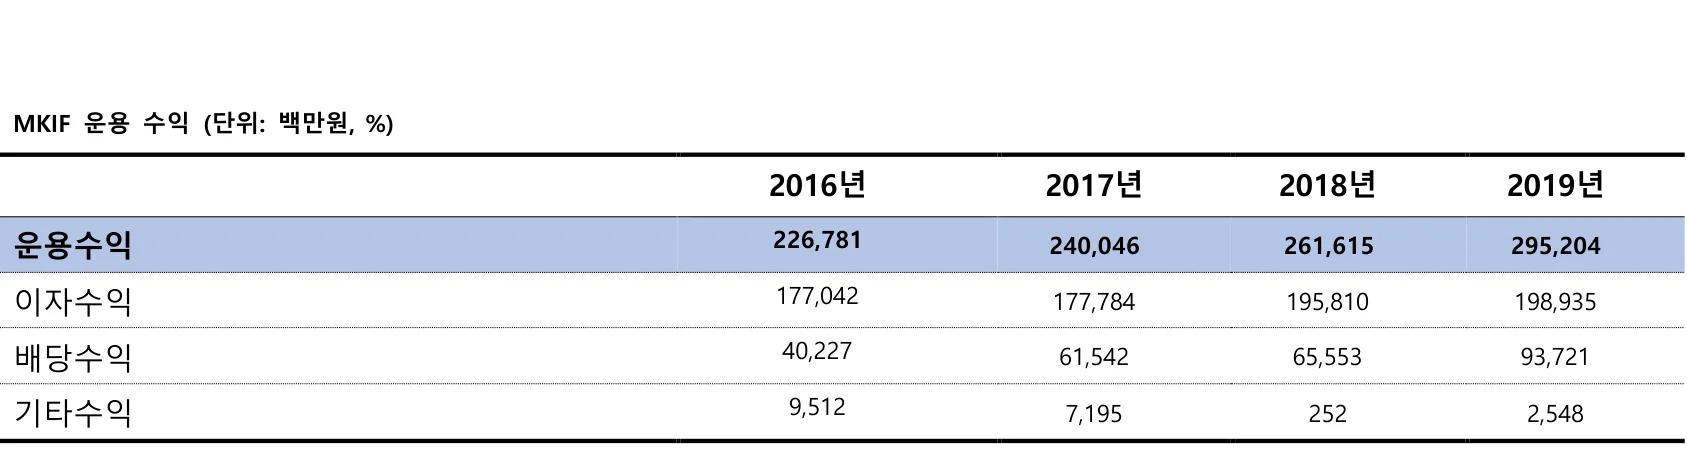 MKIF 운용 수익 (단위: 백만원, %)
2016년 2017년 2018년 2019년
운용수익 226,781 240,046 261,615 295,204
이자수익 177,042 177,784 195,810 198,935
배당수익 40,227 61,542 65,553 93,721
기타수익 9,512 7,195 252 2,548